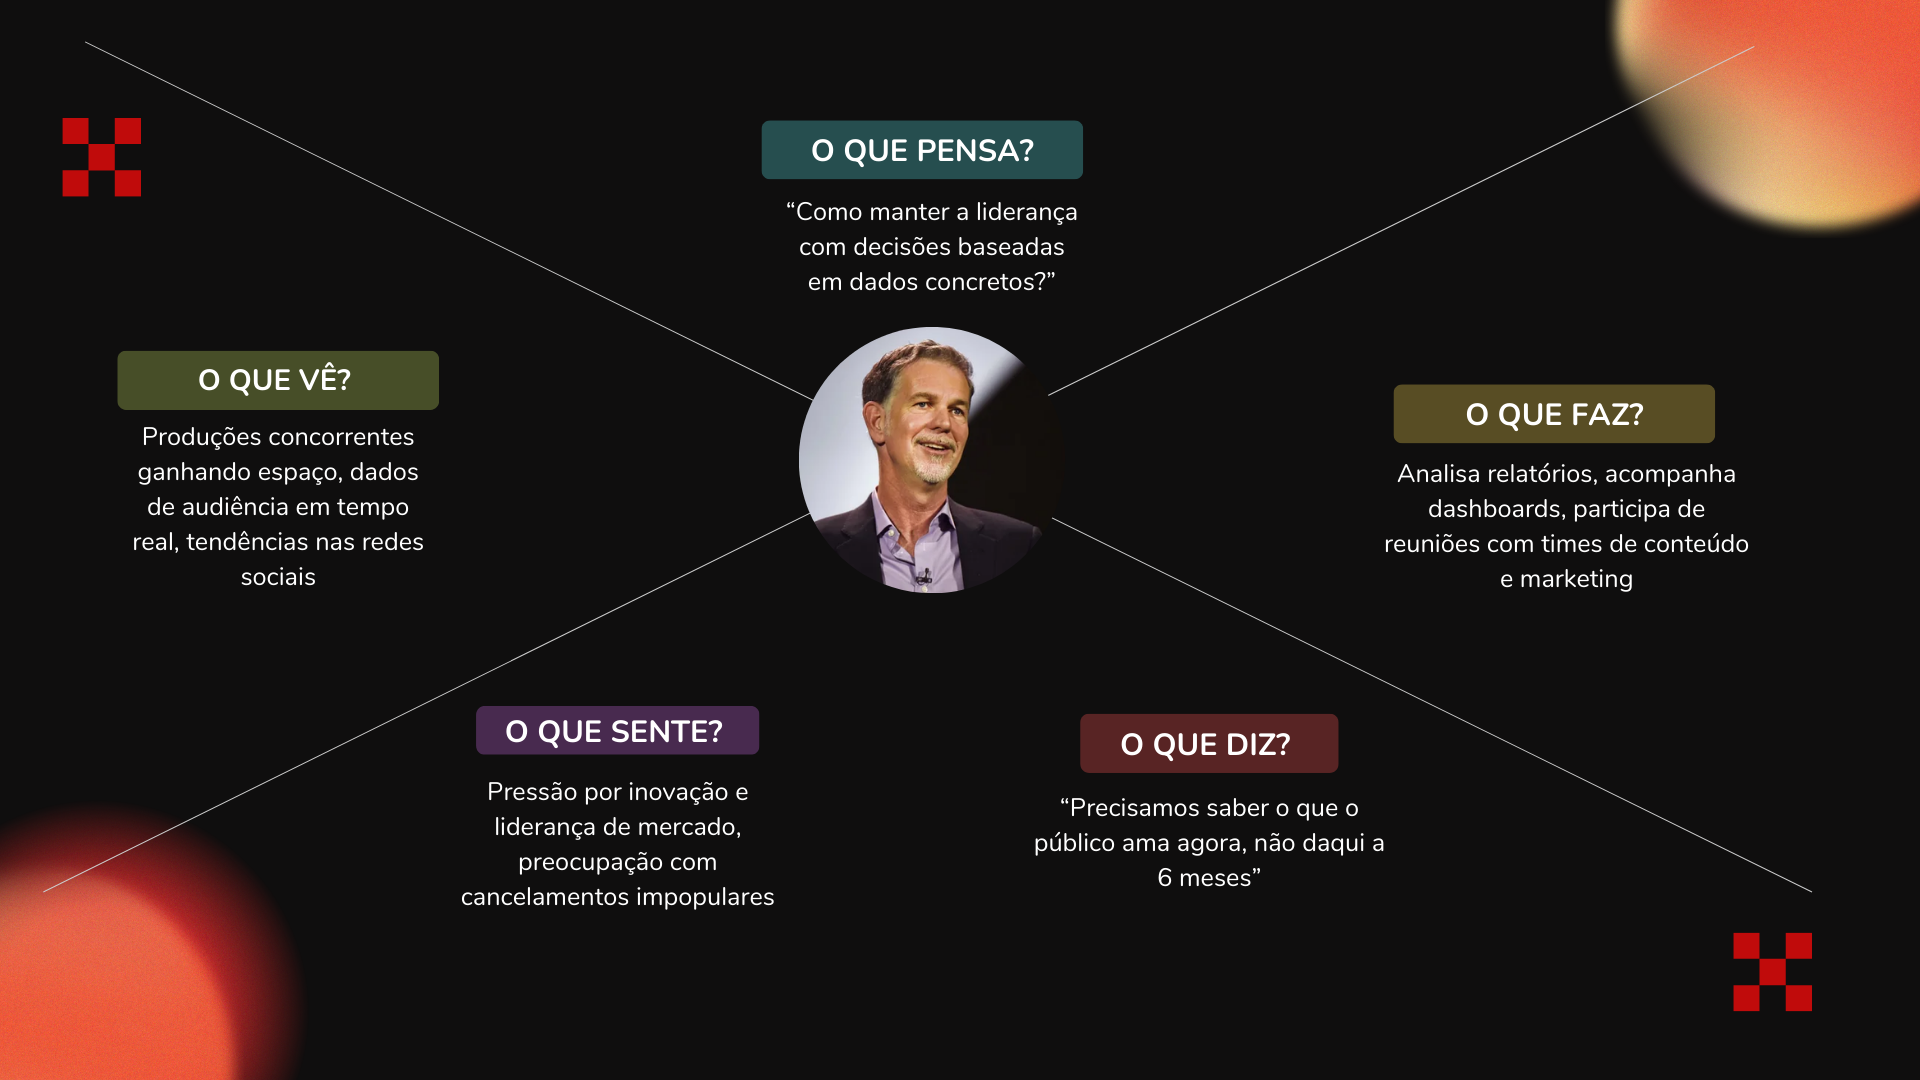 O QUE PENSA?
“Como manter a liderança
com decisões baseadas
em dados concretos?”
O QUE VÊ?
Produções concorrentes
ganhando espaço, dados
de audiência em tempo
real, tendências nas redes
sociais
O QUE FAZ?
Analisa relatórios, acompanha
dashboards, participa de
reuniões com times de conteúdo
e marketing
O QUE SENTE?
Pressão por inovação e
liderança de mercado,
preocupação com
cancelamentos impopulares
O QUE DIZ?
“Precisamos saber o que o
público ama agora, não daqui a
6 meses”